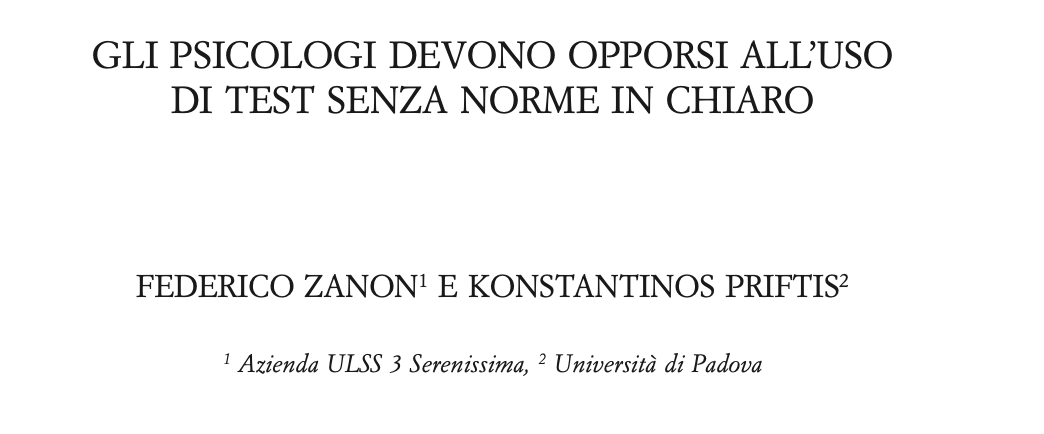 GLI PSICOLOGI DEVONO OPPORSI ALL’USO
DI TEST SENZA NORME IN CHIARO
FEDERICO ZANON¹ E KONSTANTINOS PRIFTIS²
¹ Azienda ULSS 3 Serenissima, ² Università di Padova